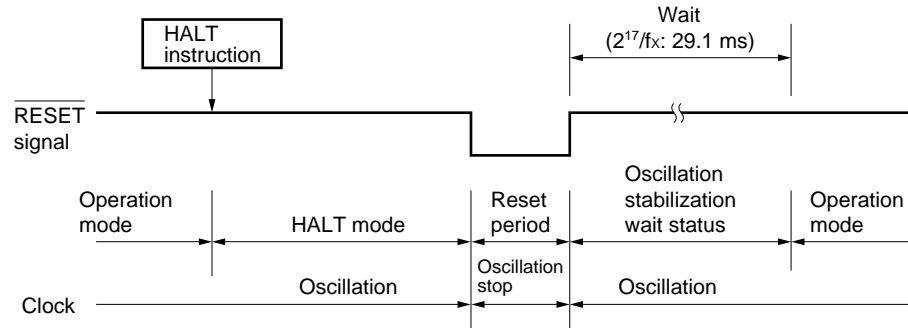 HALT
instruction
Wait
(2¹⁷/fx: 29.1 ms)
RESET
signal
Operation
mode
HALT mode
Reset
period
Oscillation
stabilization
wait status
Operation
mode
Clock
Oscillation
Oscillation
stop
Oscillation